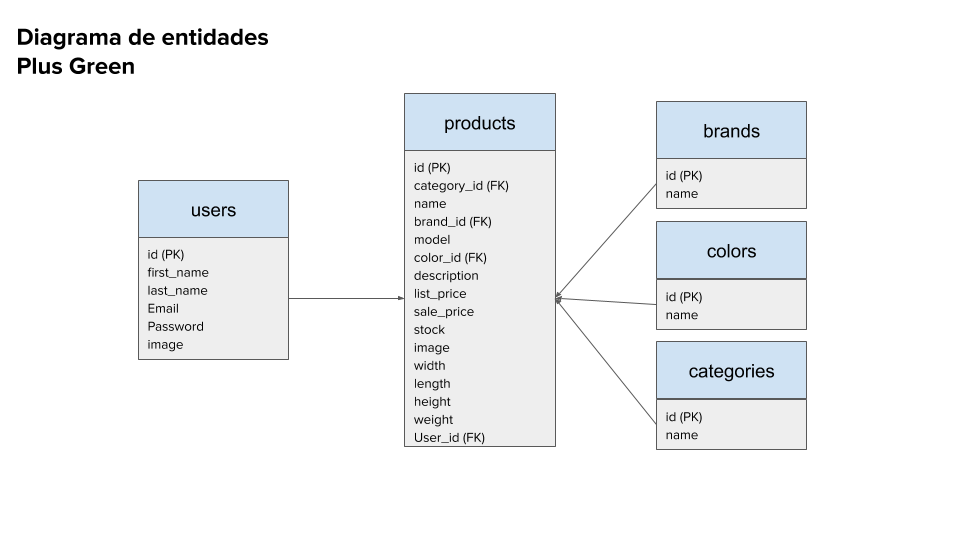 Diagrama de entidades
Plus Green
users
id (PK)
first_name
last_name
Email
Password
image
products
id (PK)
category_id (FK)
name
brand_id (FK)
model
color_id (FK)
description
list_price
sale_price
stock
image
width
length
height
weight
User_id (FK)
brands
id (PK)
name
colors
id (PK)
name
categories
id (PK)
name